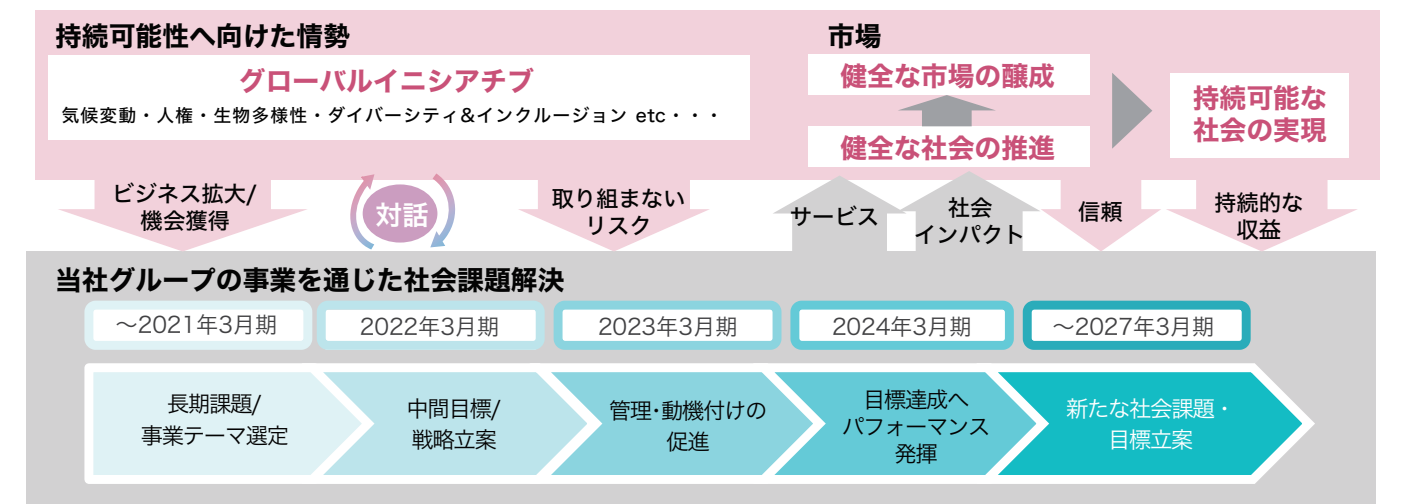 持続可能性へ向けた情勢
グローバルイニシアチブ
気候変動・人権・生物多様性・ダイバーシティ&インクルージョン etc・・・
市場
健全な市場の醸成
健全な社会の推進
持続可能な
社会の実現
ビジネス拡大/
機会獲得
対話
取り組まない
リスク
サービス
社会
インパクト
信頼
持続的な
収益
当社グループの事業を通じた社会課題解決
～2021年3月期
2022年3月期
2023年3月期
2024年3月期
～2027年3月期
長期課題/
事業テーマ選定
中間目標/
戦略立案
管理・動機付けの
促進
目標達成へ
パフォーマンス
発揮
新たな社会課題・
目標立案